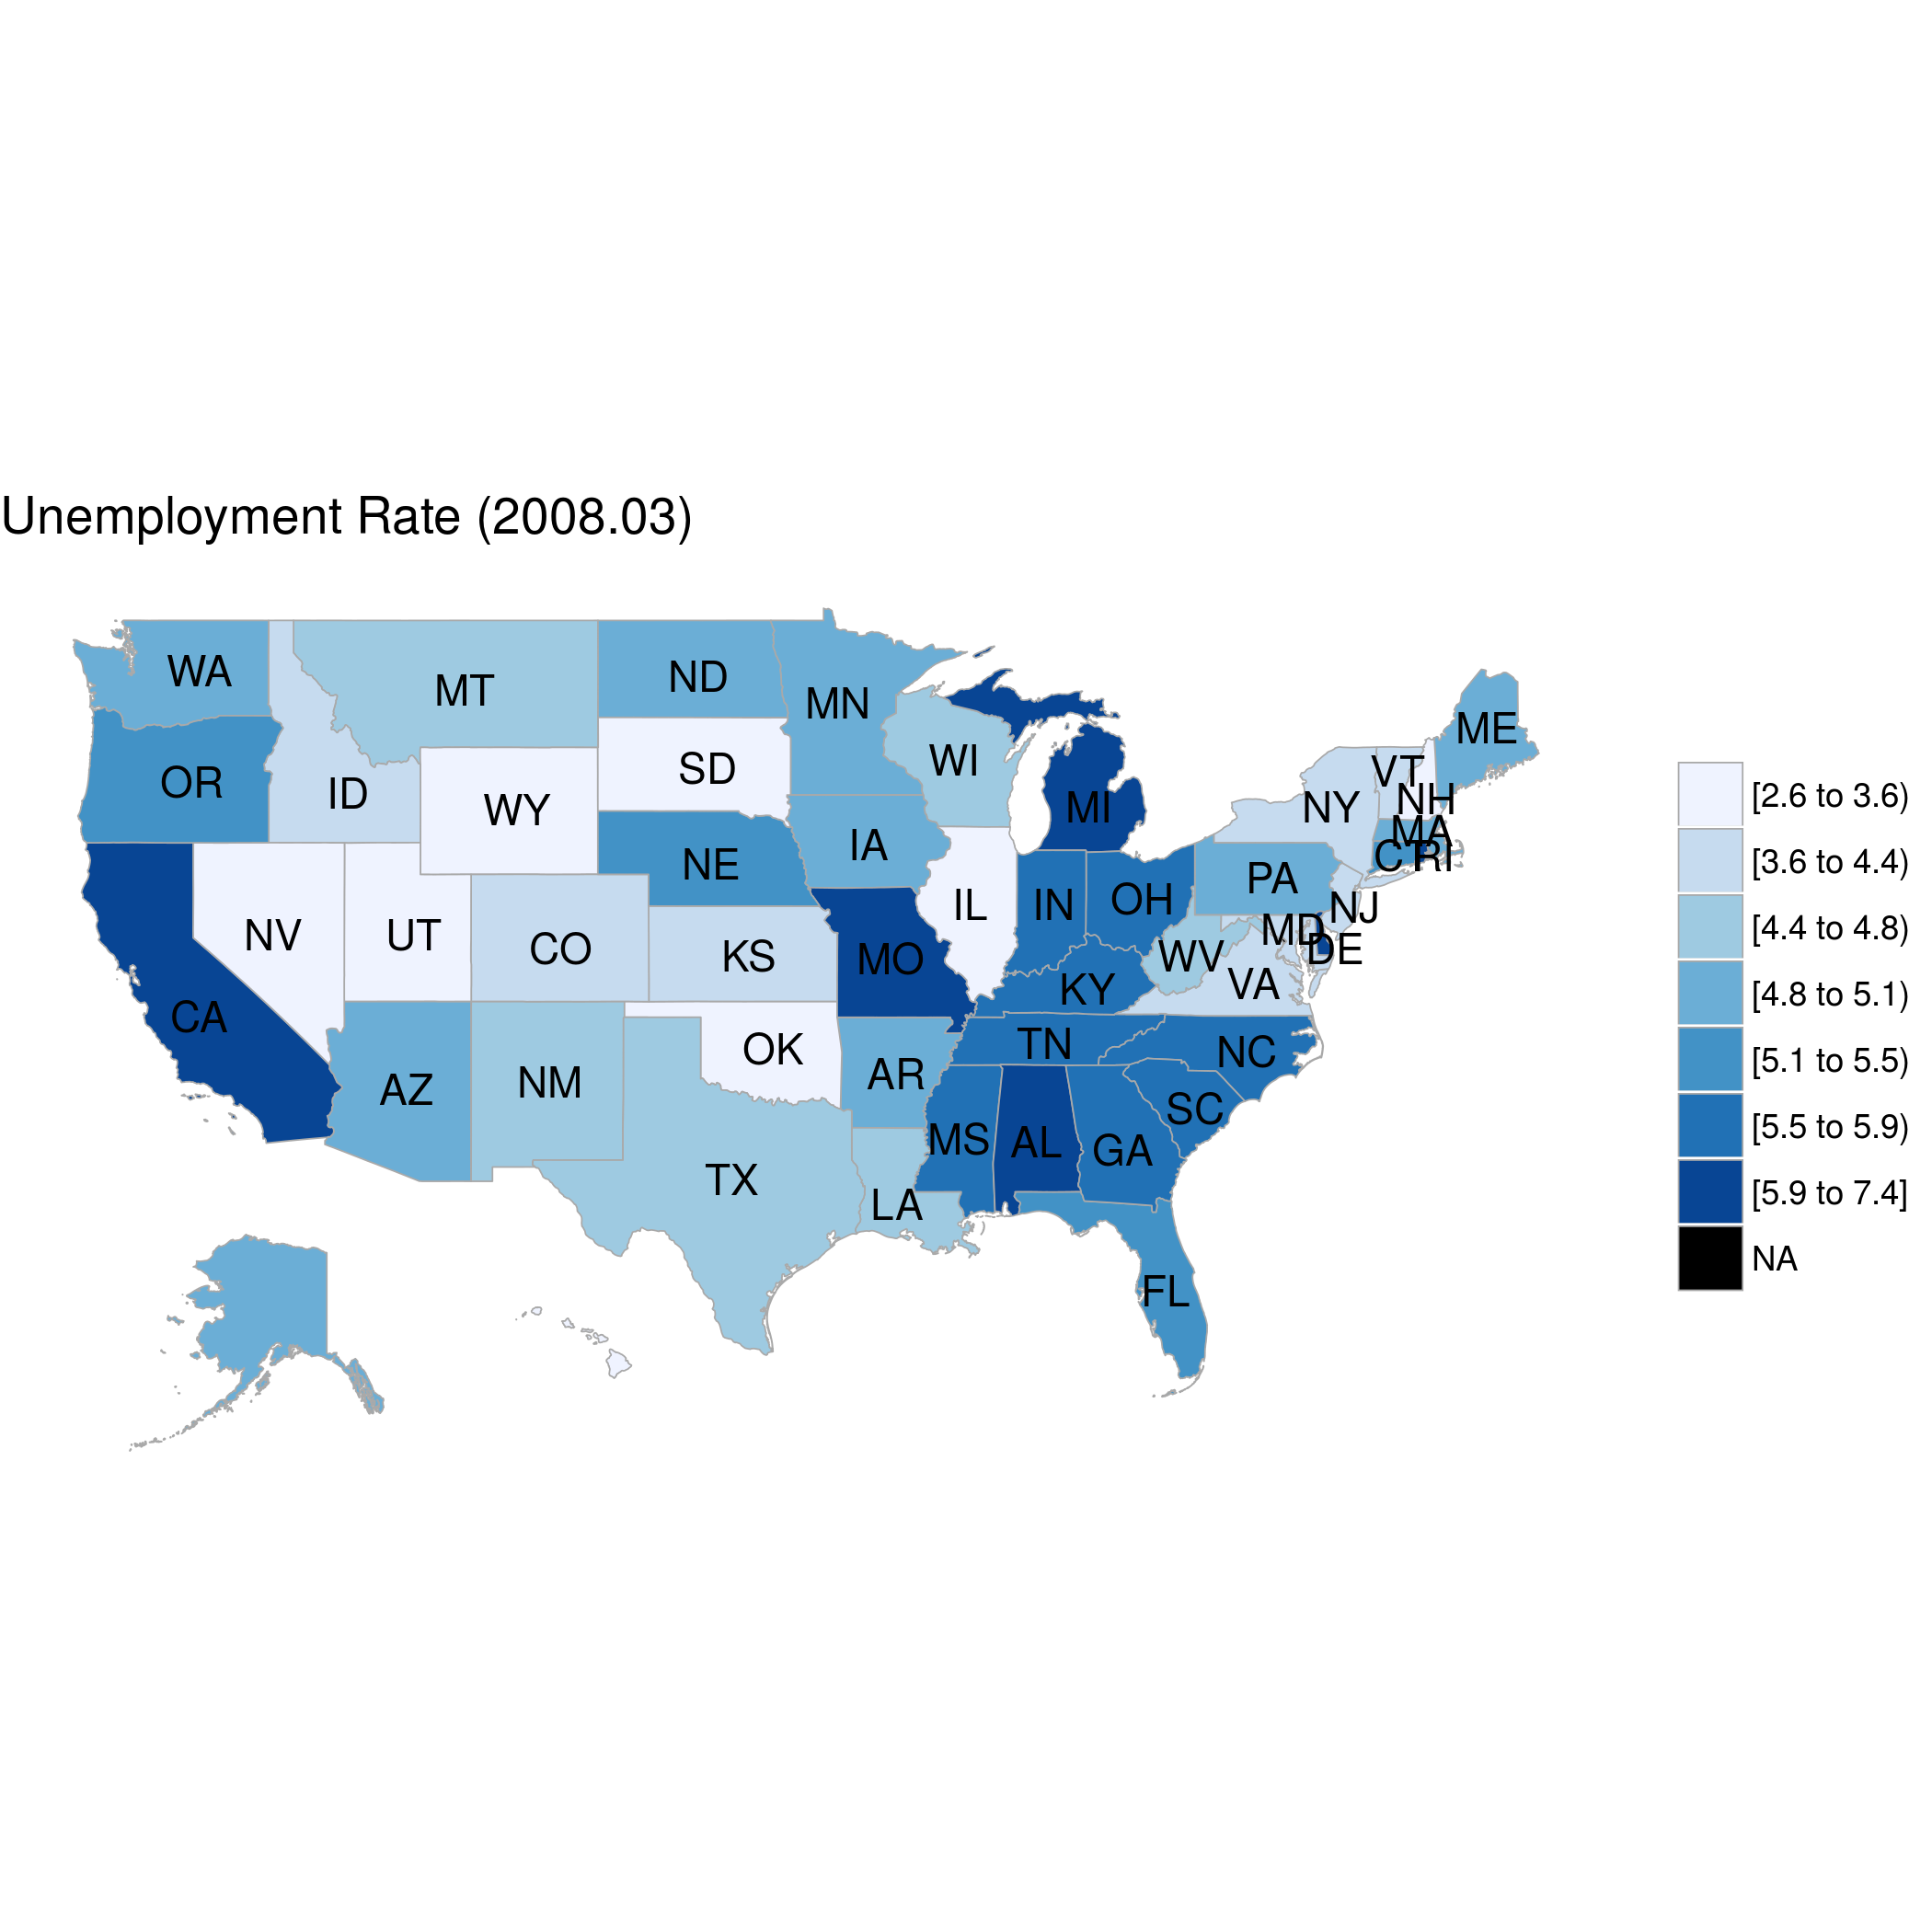 Unemployment Rate (2008.03)
WA
MT
ND
MN
ME
OR
ID
WY
SD
WI
MI
NY
VT
NH
MA
CT
RI
NE
IA
PA
NV
UT
CO
KS
MO
IL
IN
OH
NJ
MD
DE
WV
VA
KY
CA
AZ
NM
OK
AR
TN
NC
SC
MS
AL
GA
TX
LA
FL
[2.6 to 3.6)
[3.6 to 4.4)
[4.4 to 4.8)
[4.8 to 5.1)
[5.1 to 5.5)
[5.5 to 5.9)
[5.9 to 7.4]
NA